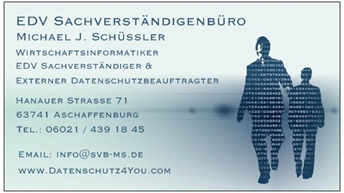 EDV Sachverständigenbüro
Michael J. Schüssler
Wirtschaftsinformatiker
EDV Sachverständiger &
Externer Datenschutzbeauftragter
Hanauer Strasse 71
63741 Aschaffenburg
Tel.: 06021 / 439 18 45
Email: info@svb-ms.de
www.Datenschutz4You.com